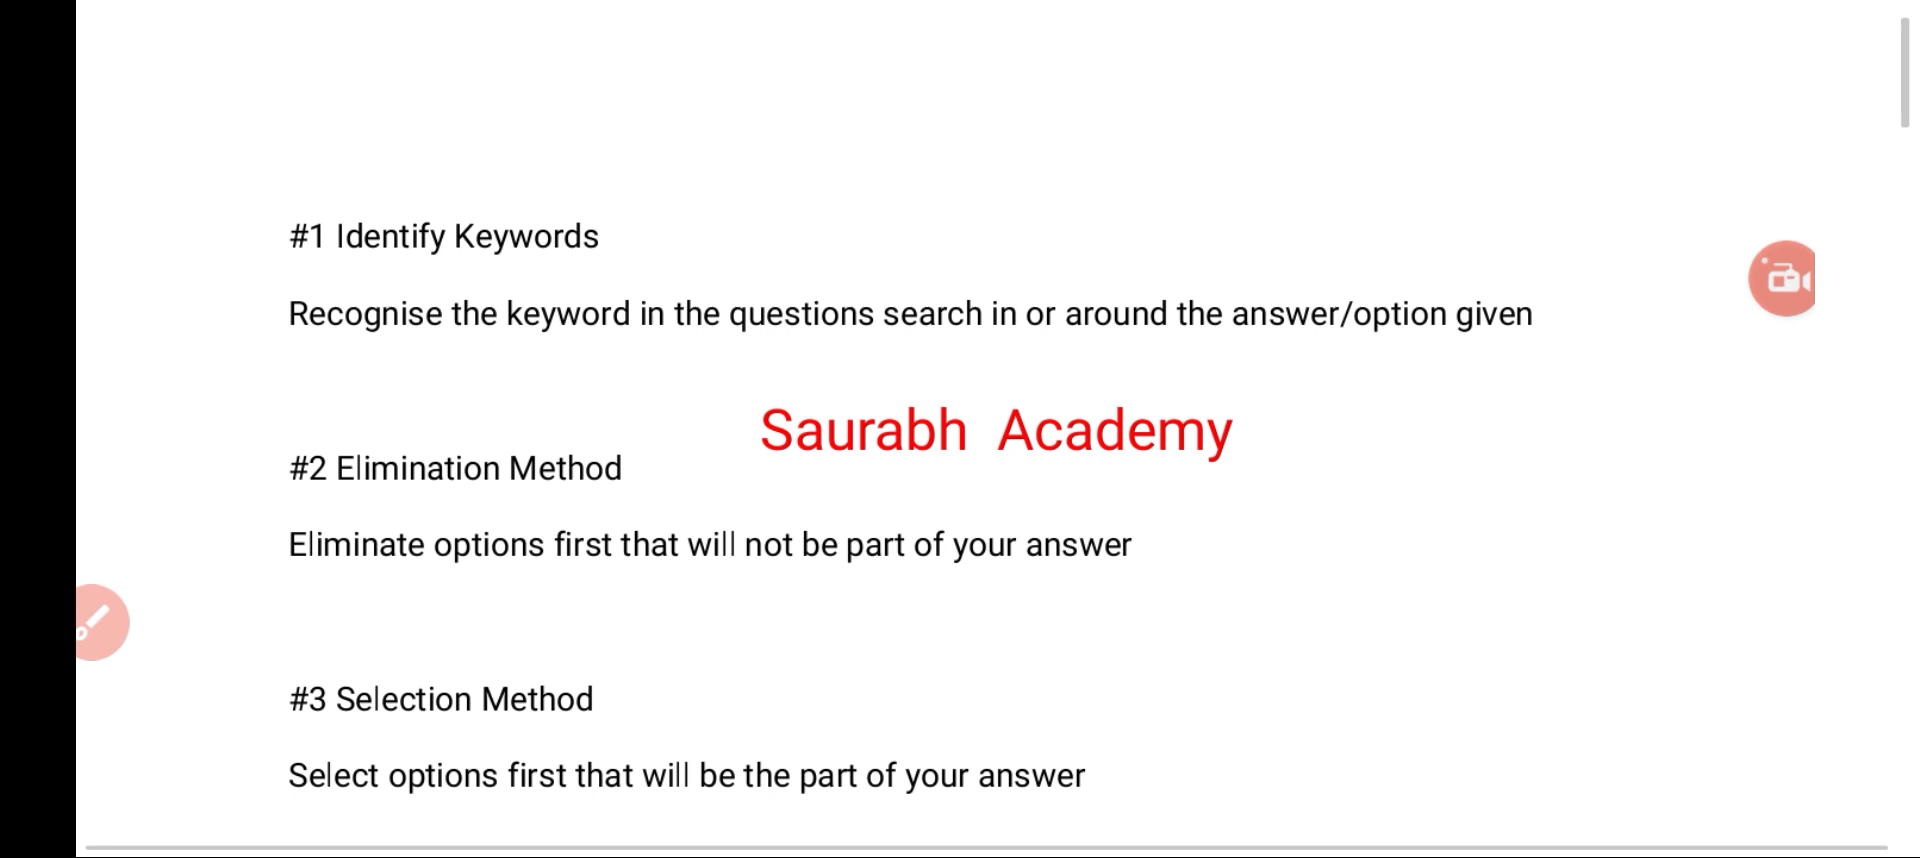 #1 Identify Keywords
Recognise the keyword in the questions search in or around the answer/option given
Saurabh Academy
#2 Elimination Method
Eliminate options first that will not be part of your answer
#3 Selection Method
Select options first that will be the part of your answer